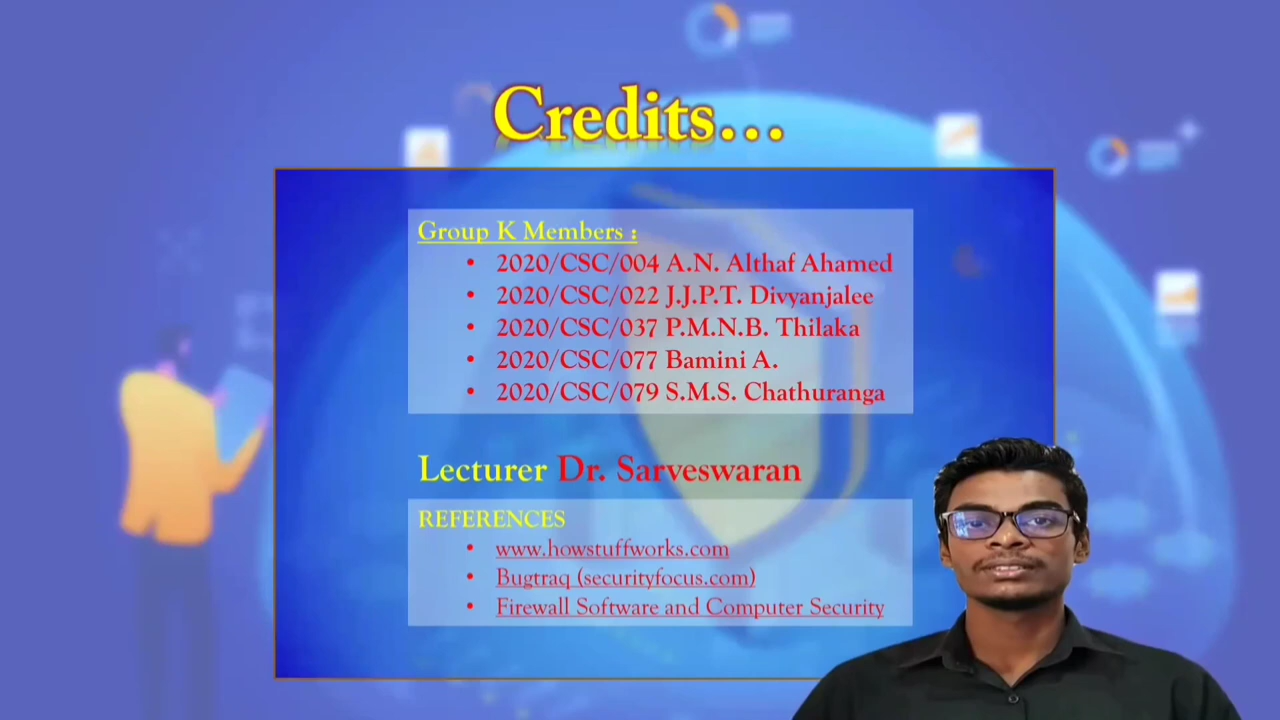 Credits...
Group K Members :
• 2020/CSC/004 A.N. Althaf Ahamed
• 2020/CSC/022 J.J.P.T. Divyanjalee
• 2020/CSC/037 P.M.N.B. Thilaka
• 2020/CSC/077 Bamini A.
• 2020/CSC/079 S.M.S. Chathuranga
Lecturer Dr. Sarveswaran
REFERENCES
• www.howstuffworks.com
• Bugtraq (securityfocus.com)
• Firewall Software and Computer Security